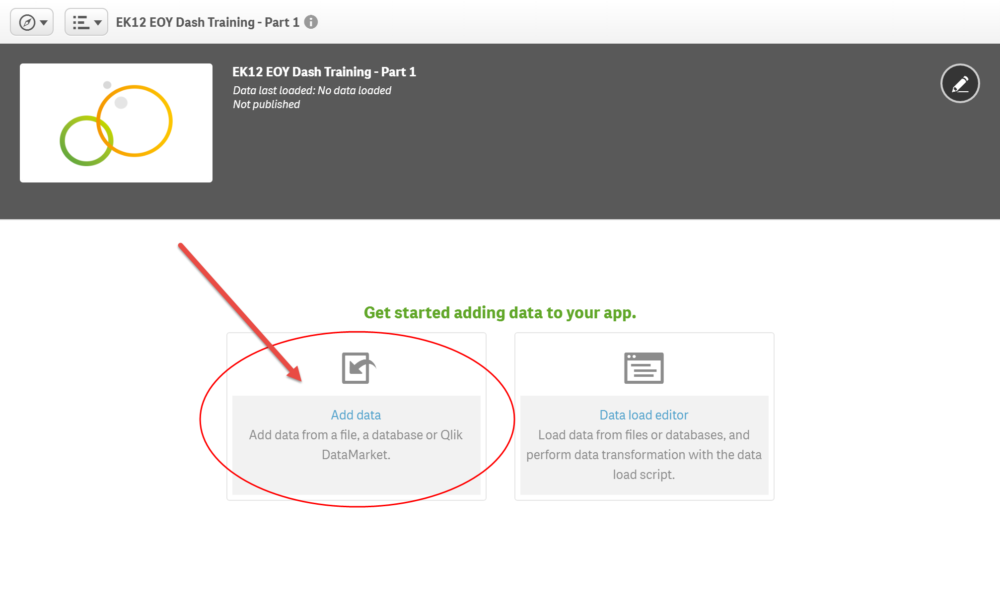 EK12 EOY Dash Training - Part 1
EK12 EOY Dash Training - Part 1
Data last loaded: No data loaded
Not published
Get started adding data to your app.
Add data
Add data from a file, a database or Qlik
DataMarket.
Data load editor
Load data from files or databases, and
perform data transformation with the data
load script.